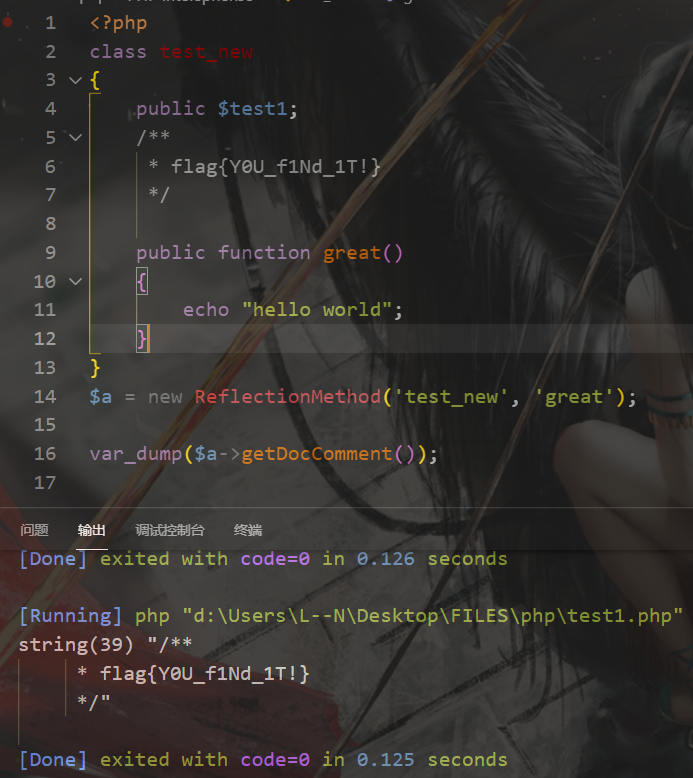 1 <?php
2 class test_new
3 {
4 public $test1;
5 /**
6 * flag{Y0U_f1Nd_1T!}
7 */
8
9 public function great()
10 {
11 echo "hello world";
12 }
13 }
14 $a = new ReflectionMethod('test_new', 'great');
15
16 var_dump($a->getDocComment());
17
问题 输出 调试控制台 终端
[Done] exited with code=0 in 0.126 seconds
[Running] php "d:\Users\L--N\Desktop\FILES\php\test1.php"
string(39) "/**
* flag{Y0U_f1Nd_1T!}
*/"
[Done] exited with code=0 in 0.125 seconds